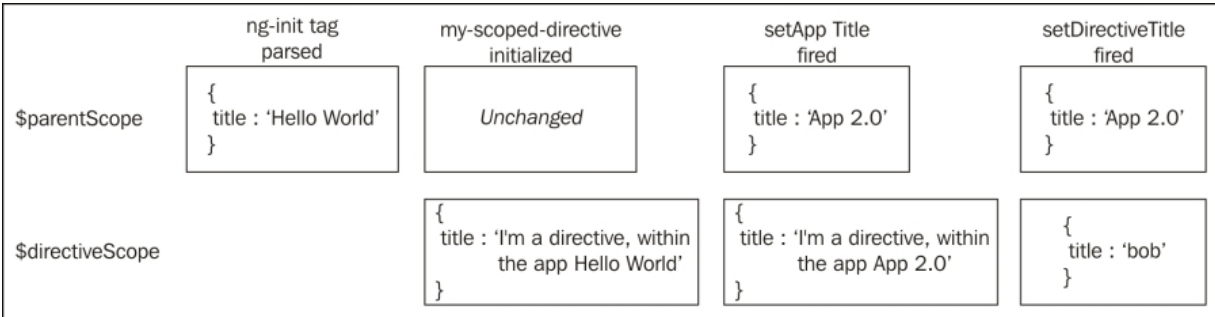 ng-init tag
parsed
my-scoped-directive
initialized
setApp Title
fired
setDirectiveTitle
fired
$parentScope
{
title : ‘Hello World’
}
Unchanged
{
title : ‘App 2.0’
}
{
title : ‘App 2.0’
}
$directiveScope
{
title : ‘I'm a directive, within
the app Hello World’
}
{
title : ‘I'm a directive, within
the app App 2.0’
}
{
title : ‘bob’
}